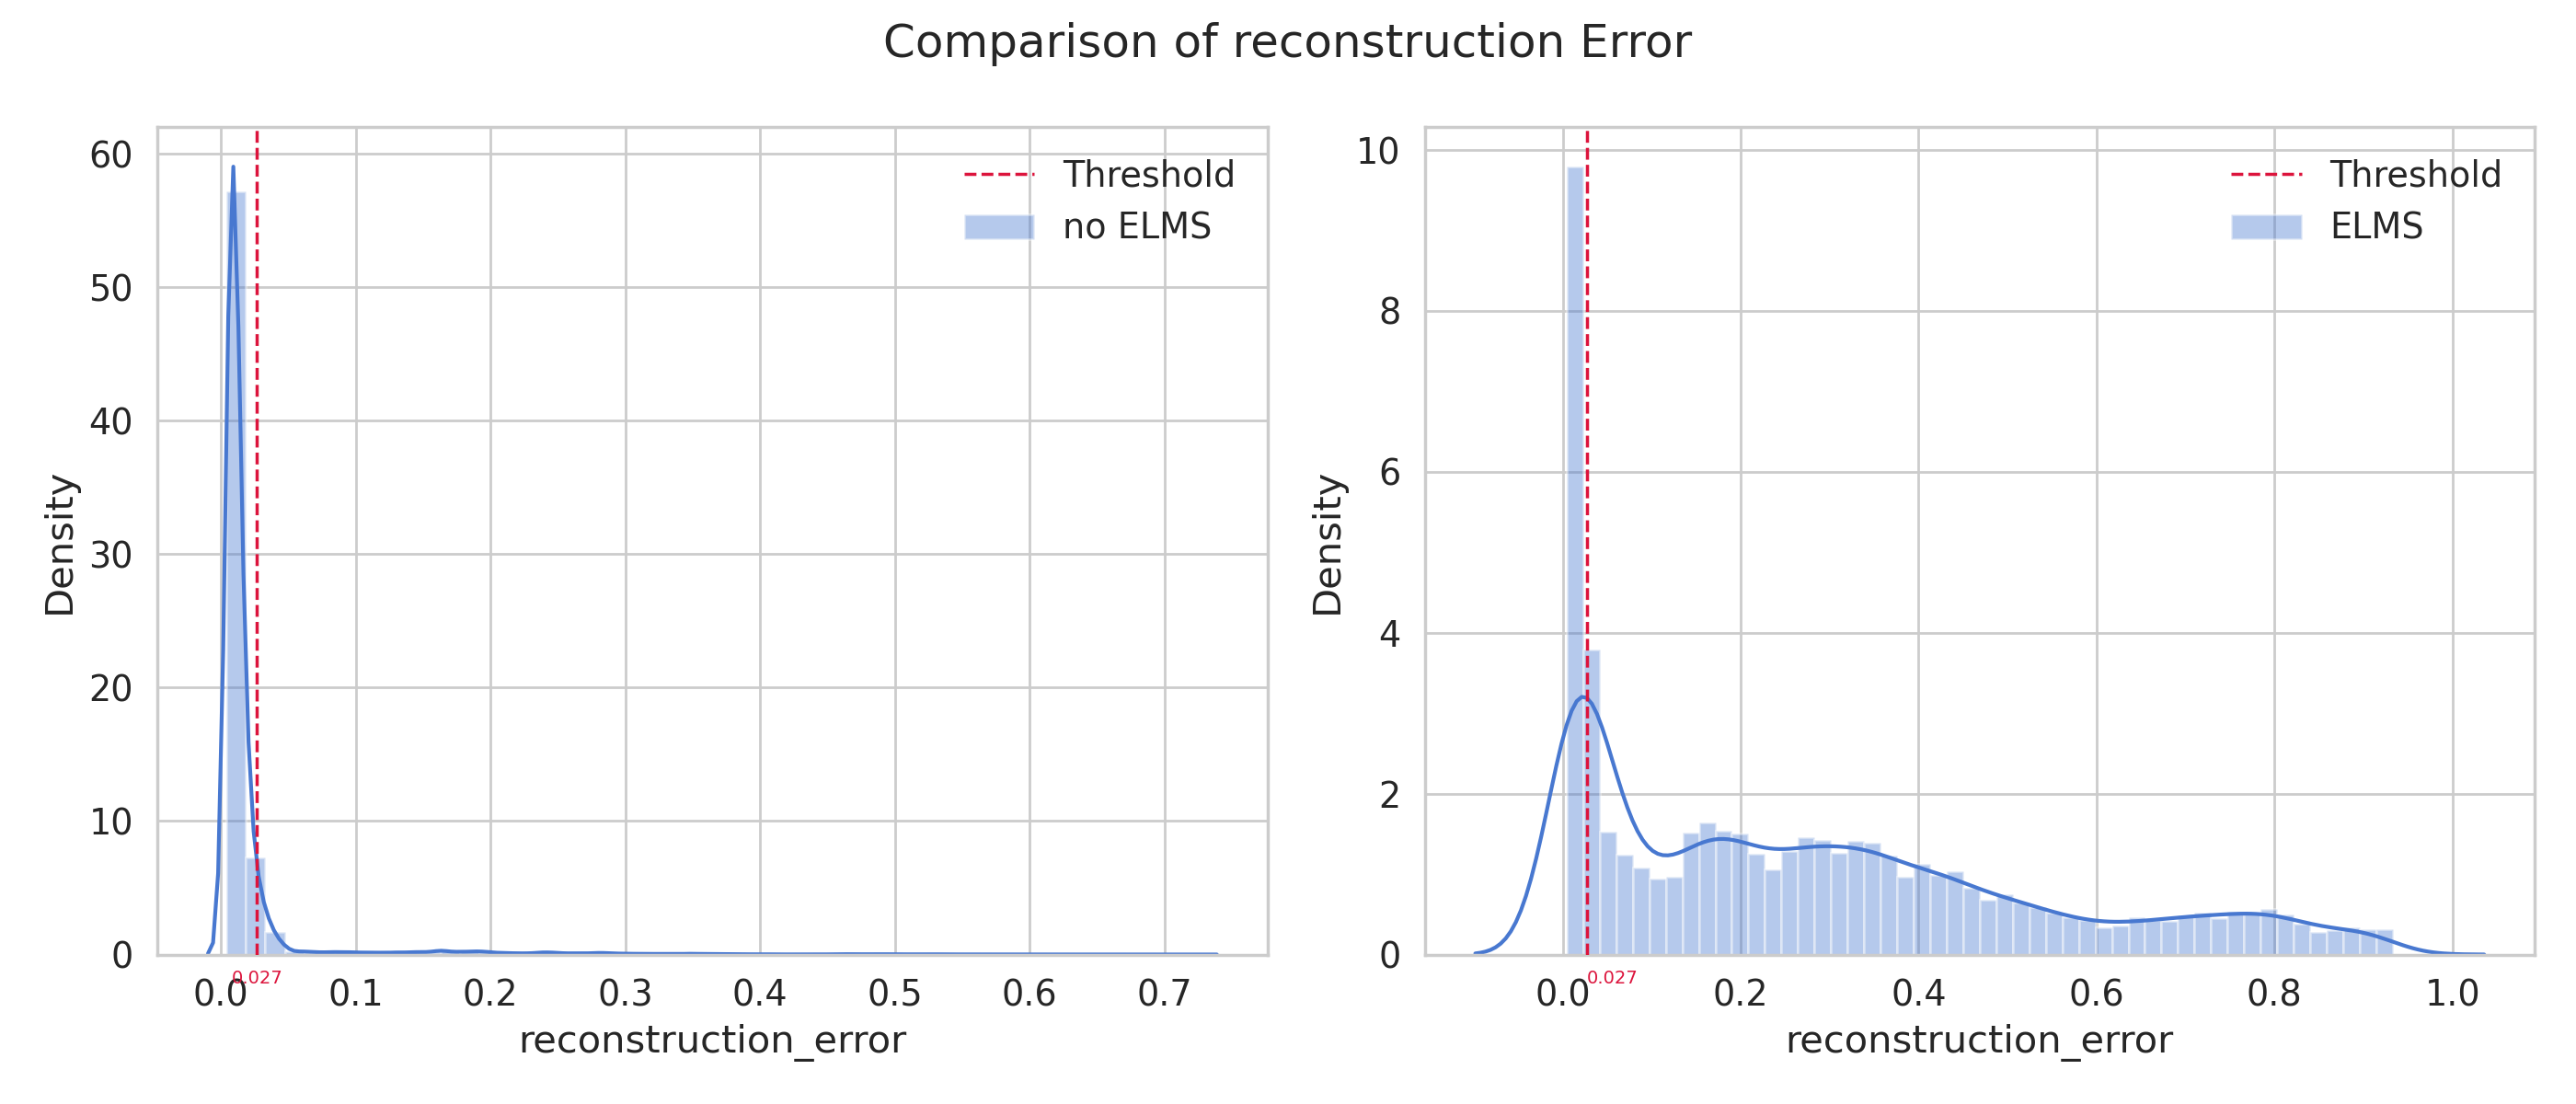 Comparison of reconstruction Error
60
50
40
30
20
10
0
Density
Threshold
no ELMS
0.027
0.0 0.1 0.2 0.3 0.4 0.5 0.6 0.7
reconstruction_error
10
8
6
4
2
0
Density
Threshold
ELMS
0.027
0.0 0.2 0.4 0.6 0.8 1.0
reconstruction_error